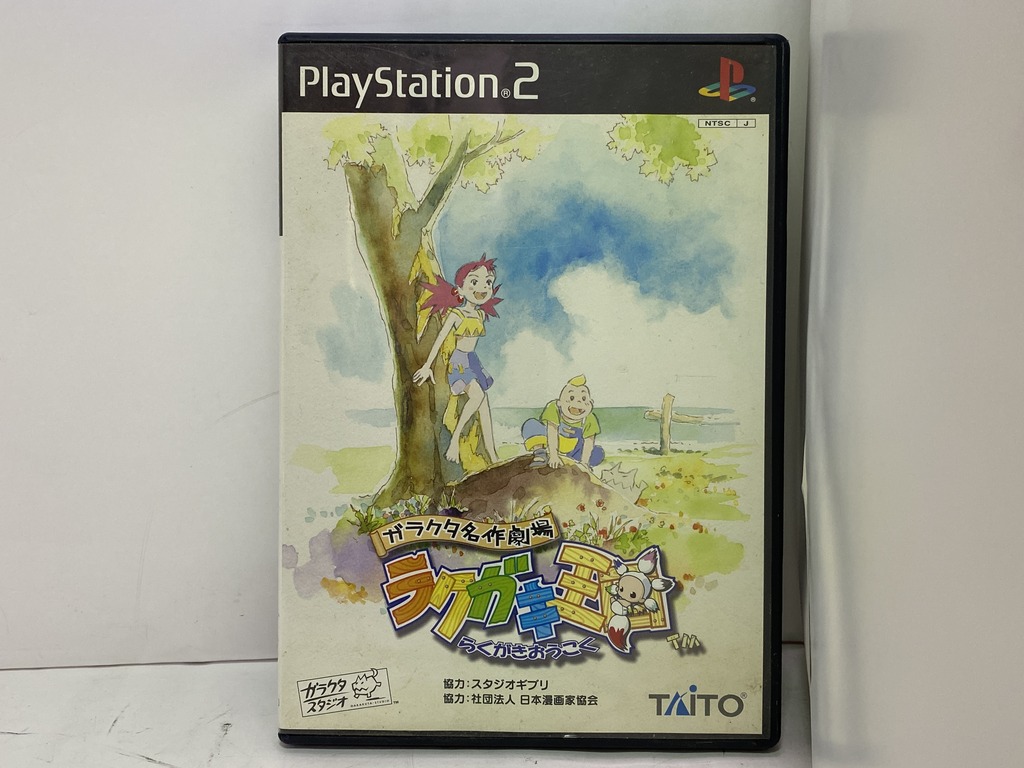 PlayStation®2
NTSC J
ガラクタ名作劇場
ラクガキ王国
らくがきおうこく
TM
ガラクタ
スタジオ
GARAKUTA-STUDIO
TM
協力:スタジオギブリ
協力:社団法人 日本漫画家協会
TAITO®